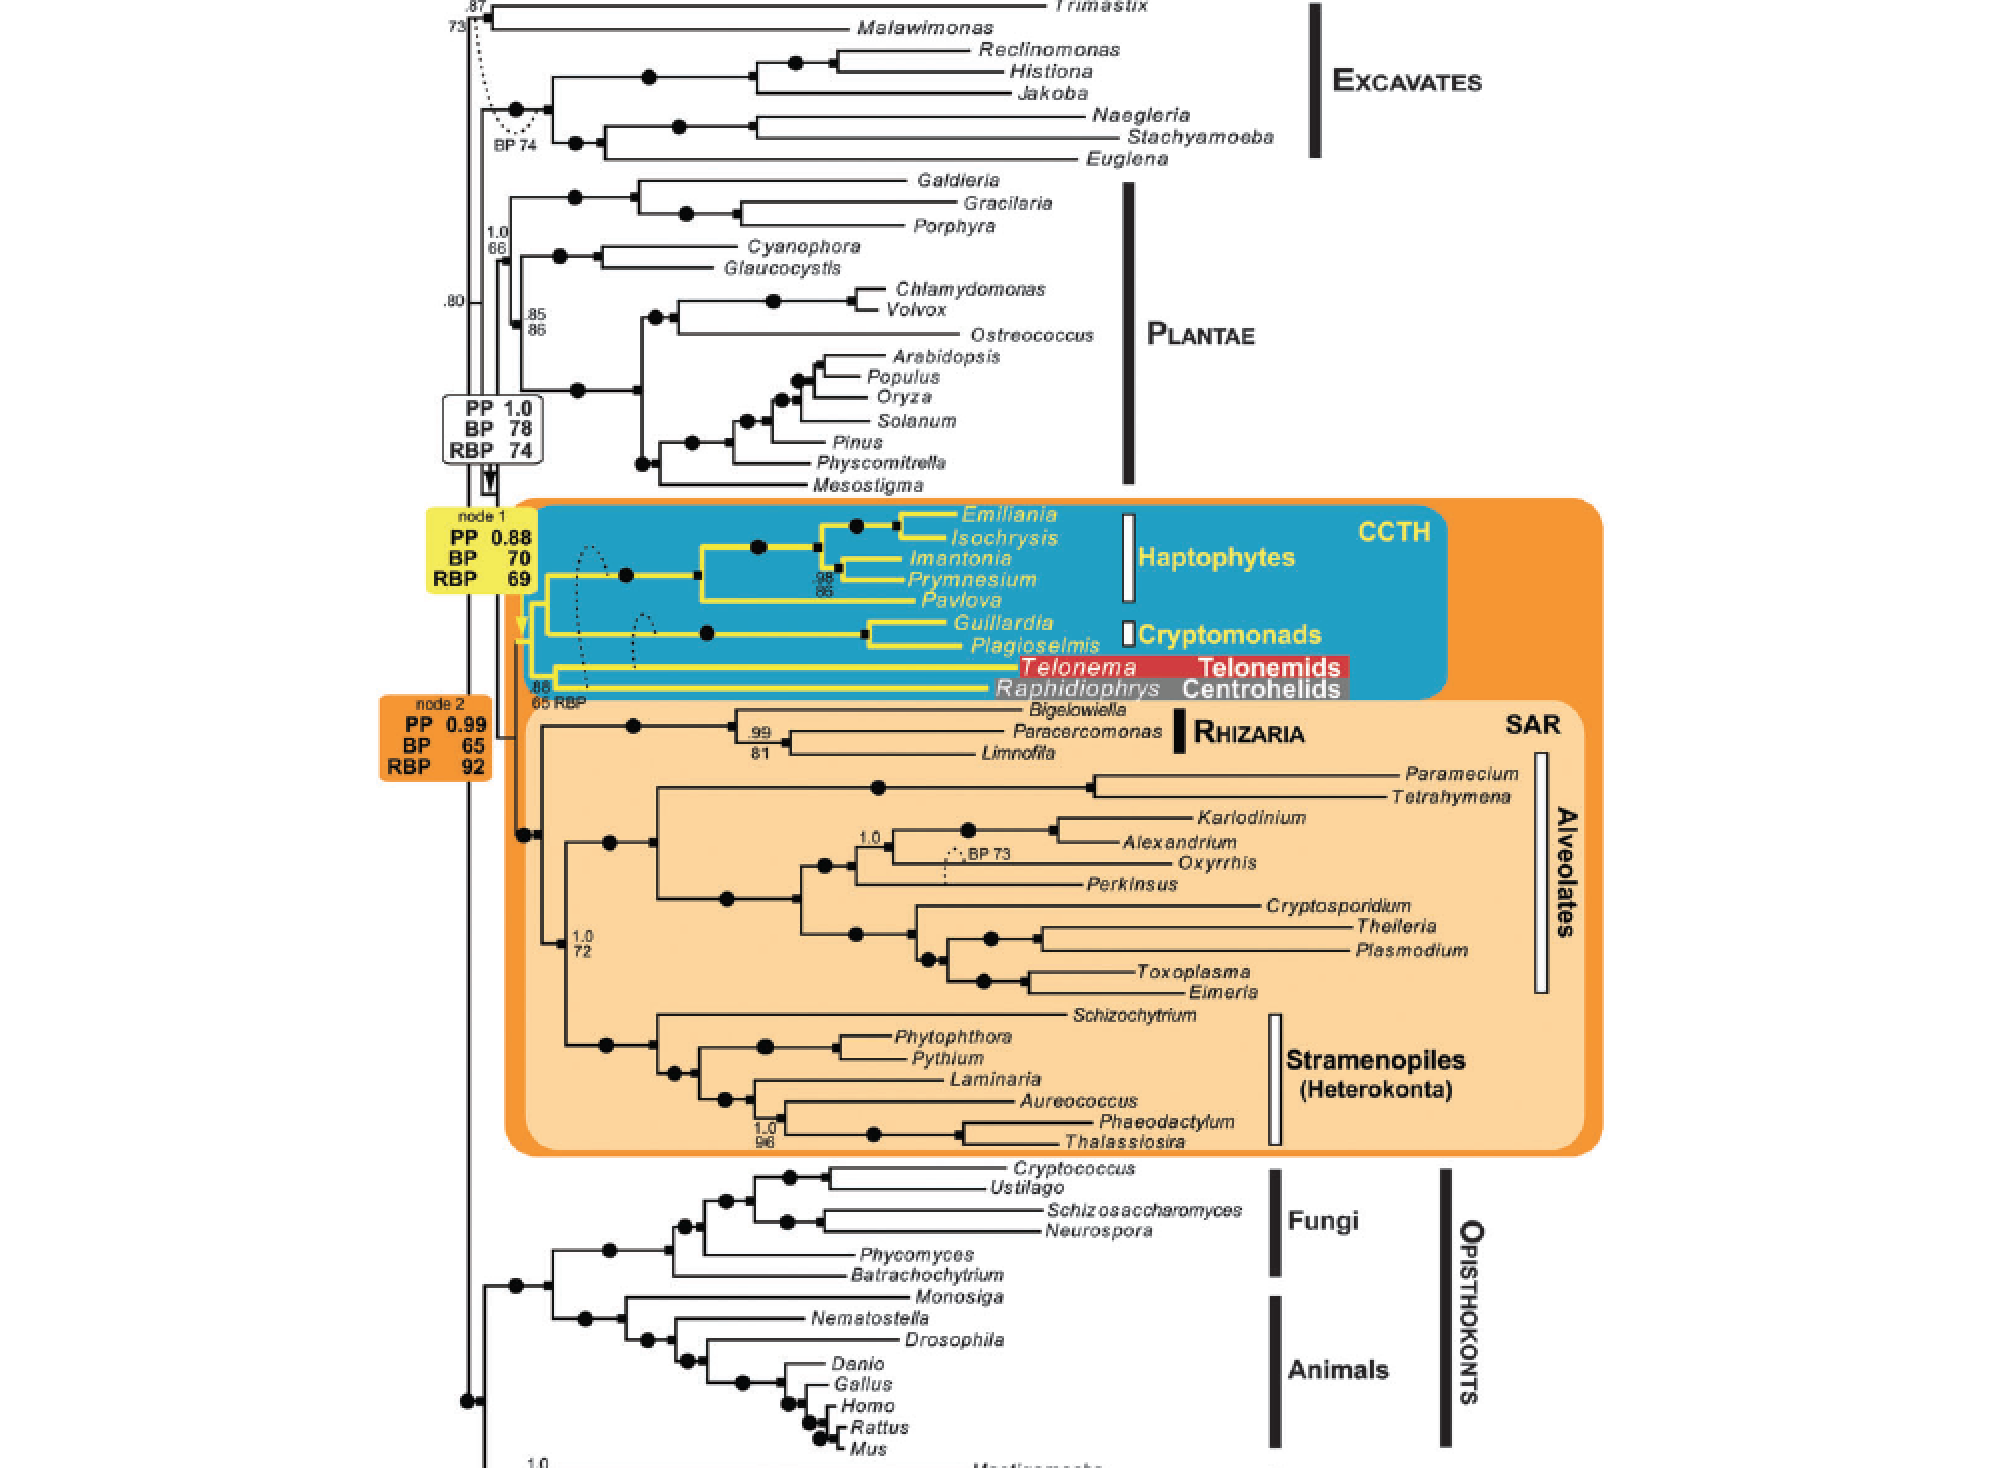 .87
Trimastix
73
Malawimonas
Reclinomonas
Histiona
Jakoba
EXCAVATES
Naegleria
Stachyamoeba
BP 74
Euglena
Galdieria
Gracilaria
Porphyra
1.0
66
Cyanophora
Glaucocystis
Chlamydomonas
.80
Volvox
.85
86
Ostreococcus
PLANTAE
Arabidopsis
Populus
Oryza
PP 1.0
BP 78
RBP 74
Solanum
Pinus
Physcomitrella
Mesostigma
node 1
PP 0.88
BP 70
RBP 69
Emiliania
Isochrysis
CCTH
Imantonia
Haptophytes
Prymnesium
.98
86
Pavlova
Guillardia
Cryptomonads
Plagioselmis
Telonema Telonemids
Raphidiophrys Centrohelids
.88
65 RBP
node 2
PP 0.99
BP 65
RBP 92
Bigelowiella
Paracercomonas
RHIZARIA
SAR
.99
81
Limnofila
Paramecium
Tetrahymena
Karlodinium
1.0
Alexandrium
BP 73
Oxyrrhis
Perkinsus
Alveolates
Cryptosporidium
Theileria
1.0
72
Plasmodium
Toxoplasma
Eimeria
Schizochytrium
Phytophthora
Pythium
Stramenopiles
(Heterokonta)
Laminaria
Aureococcus
Phaeodactylum
1.0
96
Thalassiosira
Cryptococcus
Ustilago
Schizosaccharomyces
Neurospora
Fungi
Phycomyces
Batrachochytrium
OPISTHOKONTS
Monosiga
Nematostella
Drosophila
Danio
Animals
Gallus
Homo
Rattus
Mus
1.0